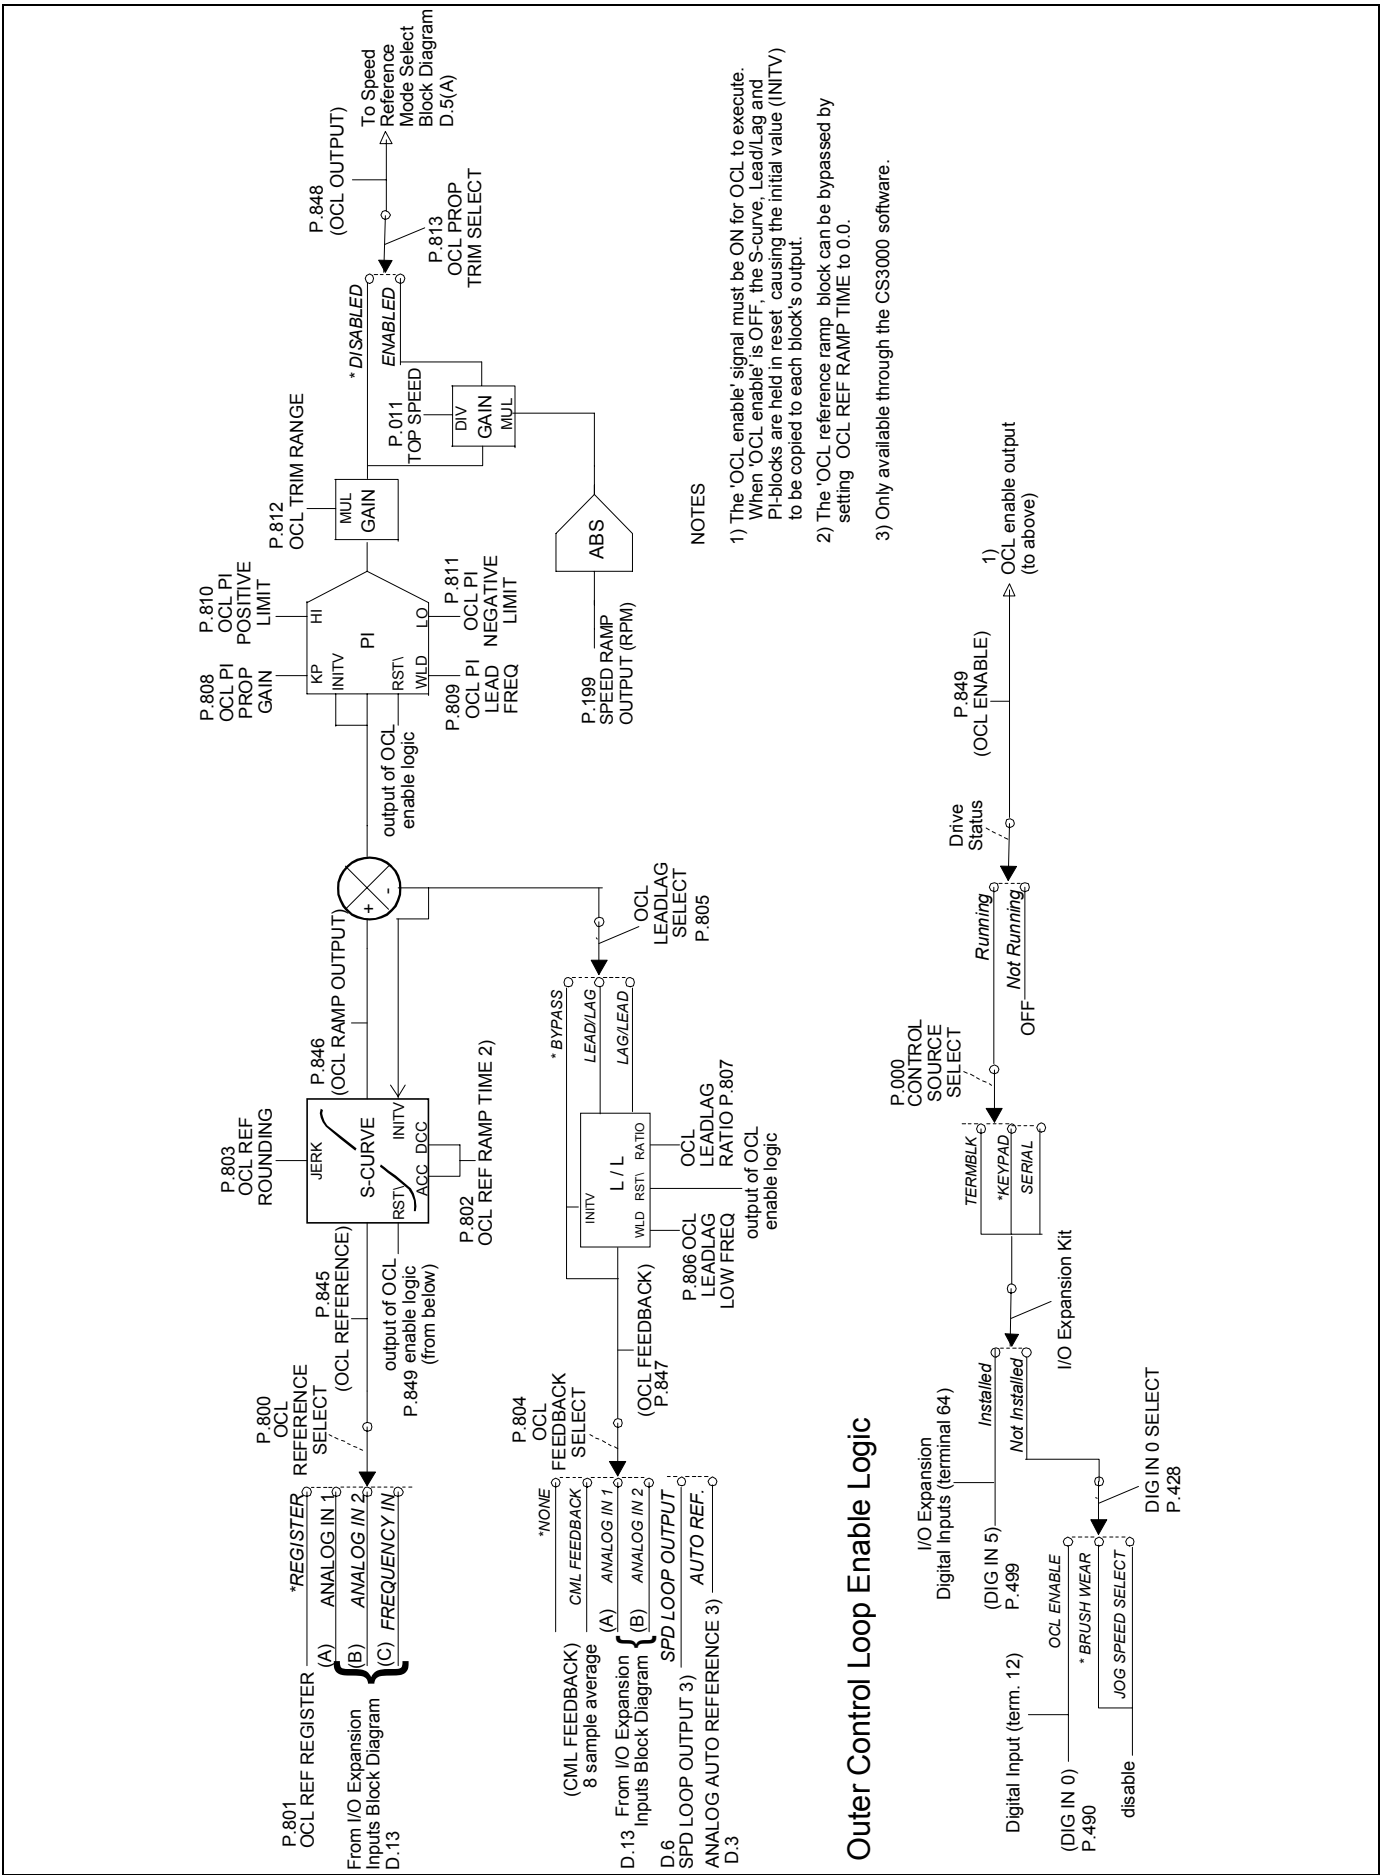 P.801
OCL REF REGISTER
*REGISTER
(A) ANALOG IN 1
(B) ANALOG IN 2
(C) FREQUENCY IN
From I/O Expansion
Inputs Block Diagram
D.13
P.800
OCL
REFERENCE
SELECT
P.845
(OCL REFERENCE)
output of OCL
P.849 enable logic
(from below)
P.803
OCL REF
ROUNDING
JERK
S-CURVE
RST\
INITV
ACC DCC
P.802
OCL REF RAMP TIME 2)
P.846
(OCL RAMP OUTPUT)
+
-
output of OCL
enable logic
P.808
OCL PI
PROP
GAIN
P.810
OCL PI
POSITIVE
LIMIT
KP
HI
INITV
PI
RST\
WLD
LO
P.809
OCL PI
LEAD
FREQ
P.811
OCL PI
NEGATIVE
LIMIT
P.812
OCL TRIM RANGE
MUL
GAIN
P.011
TOP SPEED
DIV
GAIN
MUL
* DISABLED
ENABLED
P.813
OCL PROP
TRIM SELECT
P.848
(OCL OUTPUT)
To Speed
Reference
Mode Select
Block Diagram
D.5(A)
P.199
SPEED RAMP
OUTPUT (RPM)
ABS
*NONE
(CML FEEDBACK)
8 sample average
CML FEEDBACK
(A) ANALOG IN 1
(B) ANALOG IN 2
D.13 From I/O Expansion
Inputs Block Diagram
D.6
SPD LOOP OUTPUT 3)
SPD LOOP OUTPUT
ANALOG AUTO REFERENCE 3)
D.3
AUTO REF.
P.804
OCL
FEEDBACK
SELECT
(OCL FEEDBACK)
P.847
INITV
L / L
WLD RST\ RATIO
P.806 OCL
LEADLAG
LOW FREQ
OCL
LEADLAG
RATIO P.807
output of OCL
enable logic
* BYPASS
LEAD/LAG
LAG/LEAD
OCL
LEADLAG
SELECT
P.805
NOTES
1) The 'OCL enable' signal must be ON for OCL to execute.
When 'OCL enable' is OFF, the S-curve, Lead/Lag and
PI-blocks are held in reset causing the initial value (INITV)
to be copied to each block's output.
2) The 'OCL reference ramp block can be bypassed by
setting OCL REF RAMP TIME to 0.0.
3) Only available through the CS3000 software.
Outer Control Loop Enable Logic
Digital Input (term. 12)
(DIG IN 0)
P.490
disable
OCL ENABLE
* BRUSH WEAR
JOG SPEED SELECT
DIG IN 0 SELECT
P.428
I/O Expansion
Digital Inputs (terminal 64)
(DIG IN 5)
P.499
Installed
Not Installed
I/O Expansion Kit
TERMBLK
*KEYPAD
SERIAL
P.000
CONTROL
SOURCE
SELECT
Running
Not Running
OFF
Drive
Status
P.849
(OCL ENABLE)
1)
OCL enable output
(to above)